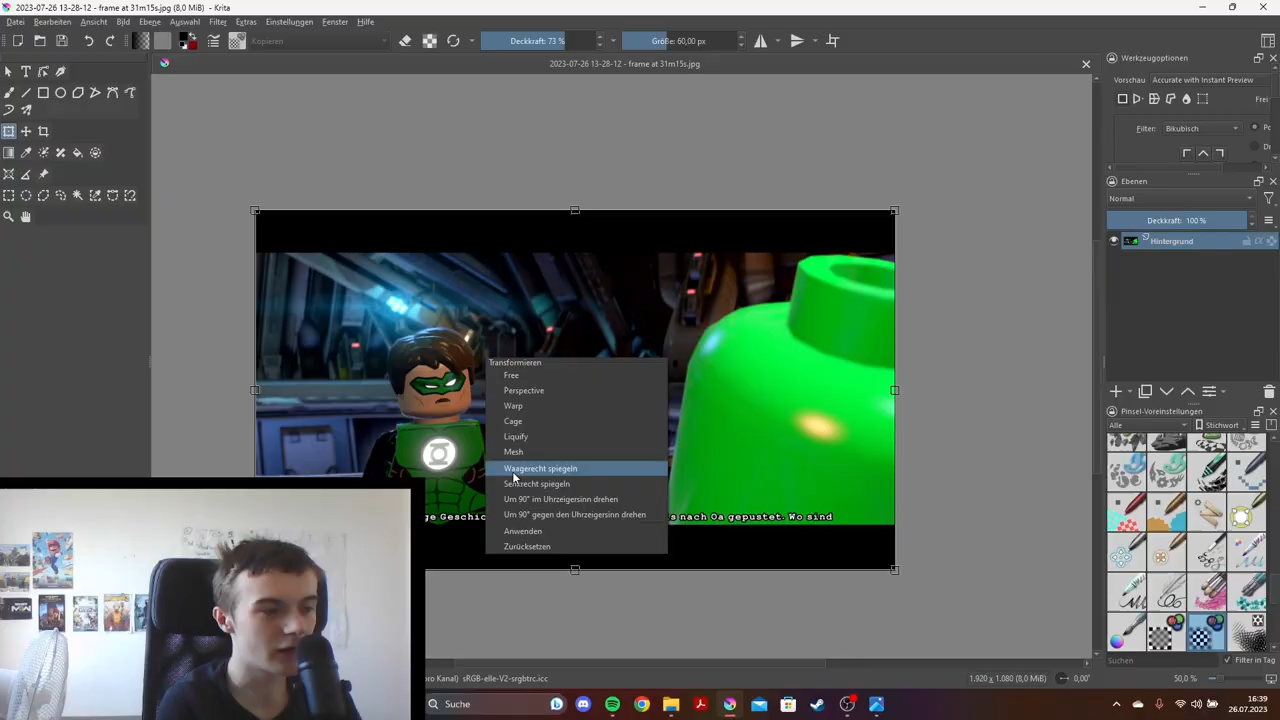 2023-07-26 13-28-12 - frame at 31m15s.jpg (8,0 MiB) - Krita
Datei Bearbeiten Ansicht Bild Ebene Auswahl Filter Extras Einstellungen Fenster Hilfe
Kopieren
Deckkraft: 73 %
Größe: 60,00 px
2023-07-26 13-28-12 - frame at 31m15s.jpg
Werkzeugoptionen
Vorschau Accurate with Instant Preview
Frei
Filter: Bikubisch
Ebenen
Normal
Deckkraft: 100 %
Hintergrund
Transformieren
Free
Perspective
Warp
Cage
Liquify
Mesh
Waagerecht spiegeln
Senkrecht spiegeln
Um 90° im Uhrzeigersinn drehen
Um 90° gegen den Uhrzeigersinn drehen
Anwenden
Zurücksetzen
nach Oa gepustet. Wo sind
Pinsel-Voreinstellungen
Alle
Stichwort
Suchen
Filter in Tag
Kanal) sRGB-elle-V2-srgbtrc.icc
1.920 x 1.080 (8,0 MiB)
0,00°
50,0 %
Suche
16:39
26.07.2023